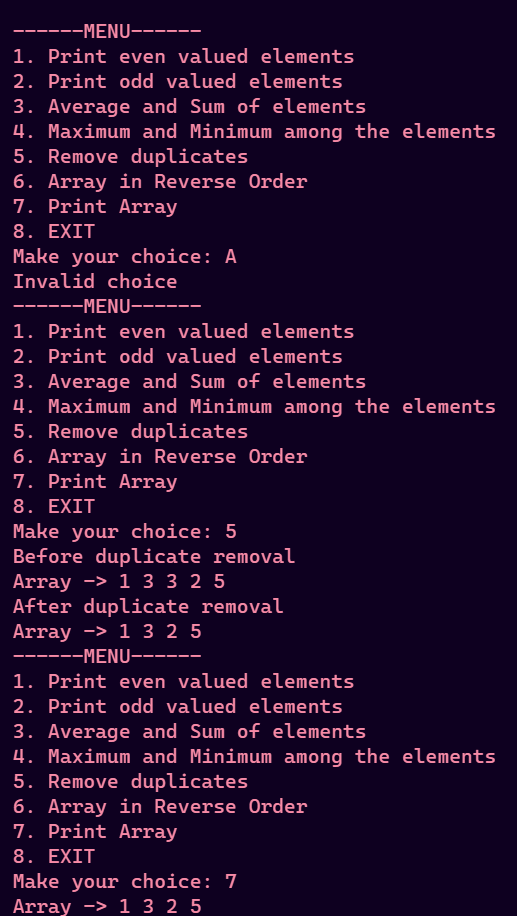 ------MENU------
1. Print even valued elements
2. Print odd valued elements
3. Average and Sum of elements
4. Maximum and Minimum among the elements
5. Remove duplicates
6. Array in Reverse Order
7. Print Array
8. EXIT
Make your choice: A
Invalid choice
------MENU------
1. Print even valued elements
2. Print odd valued elements
3. Average and Sum of elements
4. Maximum and Minimum among the elements
5. Remove duplicates
6. Array in Reverse Order
7. Print Array
8. EXIT
Make your choice: 5
Before duplicate removal
Array -> 1 3 3 2 5
After duplicate removal
Array -> 1 3 2 5
------MENU------
1. Print even valued elements
2. Print odd valued elements
3. Average and Sum of elements
4. Maximum and Minimum among the elements
5. Remove duplicates
6. Array in Reverse Order
7. Print Array
8. EXIT
Make your choice: 7
Array -> 1 3 2 5